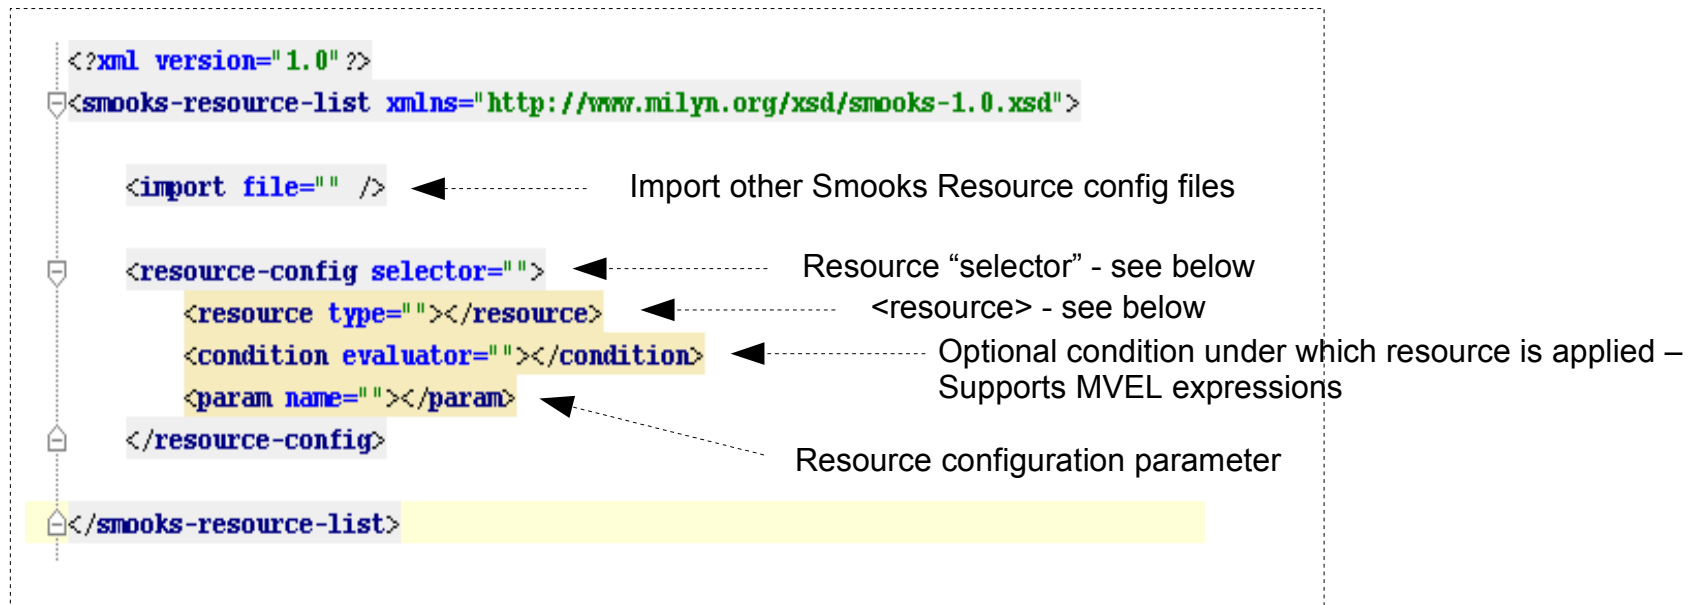 <?xml version="1.0"?>
<smooks-resource-list xmlns="http://www.milyn.org/xsd/smooks-1.0.xsd">
<import file="" />
Import other Smooks Resource config files
<resource-config selector="">
Resource “selector” - see below
<resource type=""></resource>
<resource> - see below
<condition evaluator=""></condition>
Optional condition under which resource is applied –
Supports MVEL expressions
<param name=""></param>
</resource-config>
Resource configuration parameter
</smooks-resource-list>